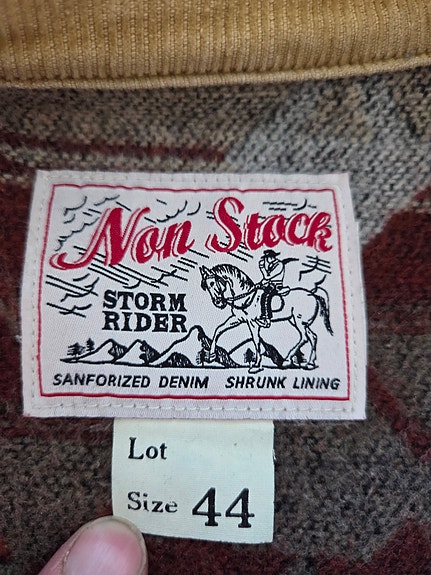 Non Stock
STORM
RIDER
SANFORIZED DENIM SHRUNK LINING
Lot
Size 44